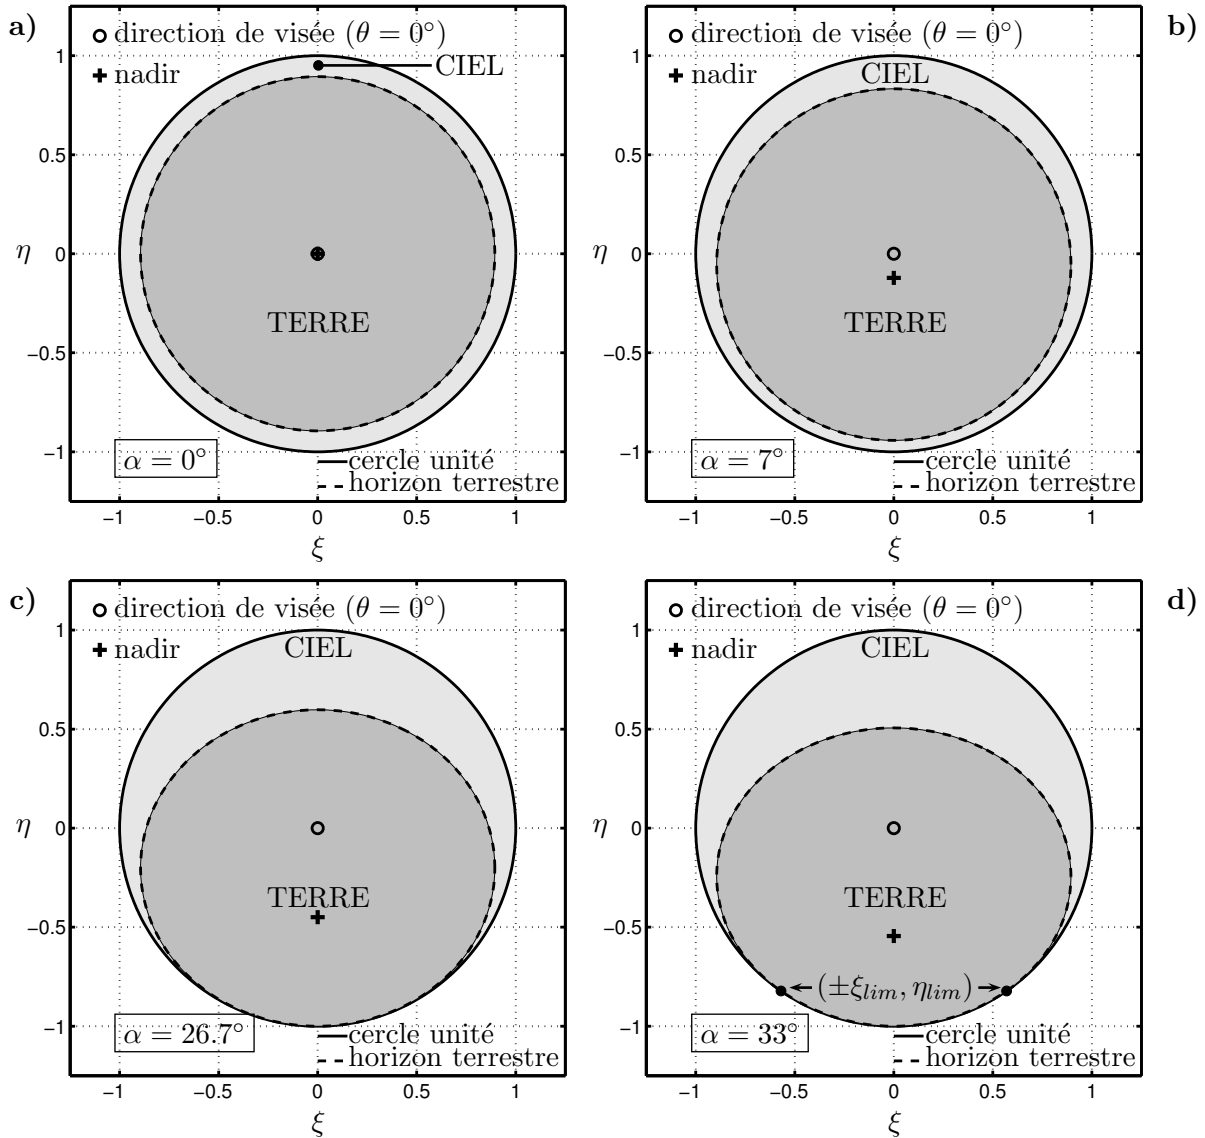 a)
direction de visée (θ = 0°)
nadir
CIEL
TERRE
α = 0°
cercle unité
horizon terrestre
1
0.5
0
−0.5
−1
η
−1
−0.5
0
0.5
1
ξ
b)
direction de visée (θ = 0°)
nadir
CIEL
TERRE
α = 7°
cercle unité
horizon terrestre
1
0.5
0
−0.5
−1
η
−1
−0.5
0
0.5
1
ξ
c)
direction de visée (θ = 0°)
nadir
CIEL
TERRE
α = 26.7°
cercle unité
horizon terrestre
1
0.5
0
−0.5
−1
η
−1
−0.5
0
0.5
1
ξ
d)
direction de visée (θ = 0°)
nadir
CIEL
TERRE
(±ξ_{lim}, η_{lim})
α = 33°
cercle unité
horizon terrestre
1
0.5
0
−0.5
−1
η
−1
−0.5
0
0.5
1
ξ